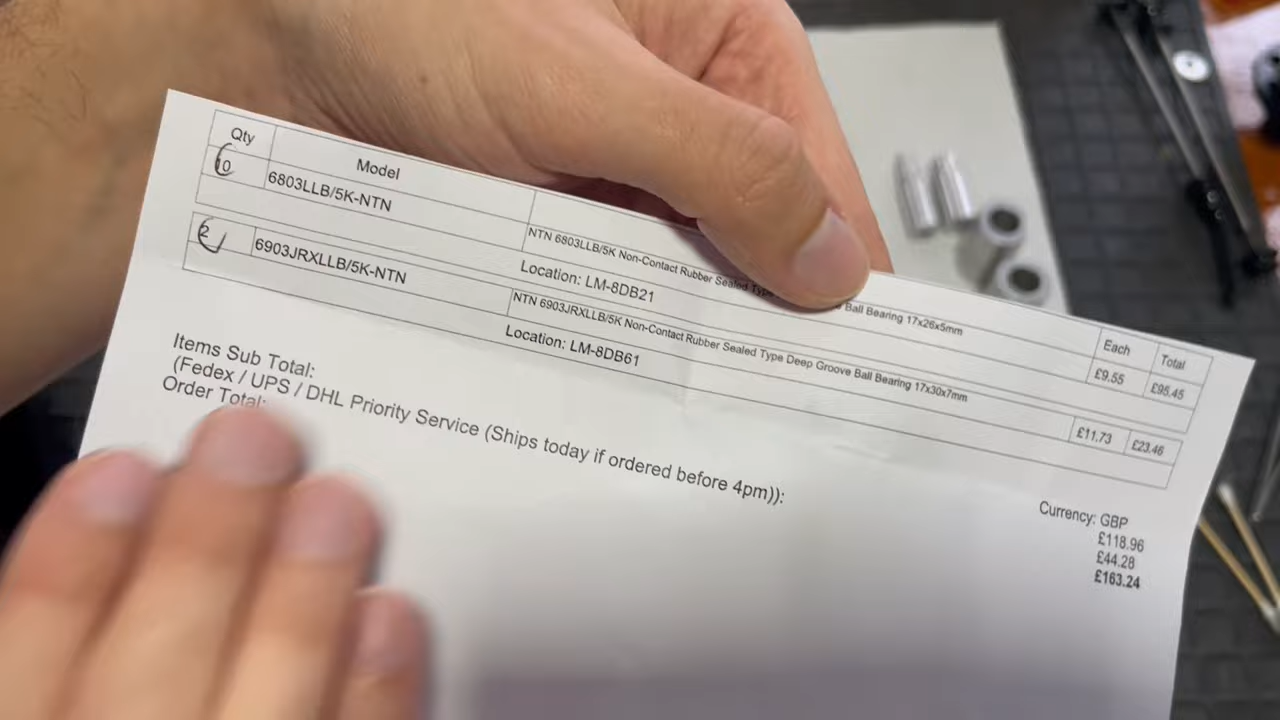 Qty Model Each Total
10 6803LLB/5K-NTN NTN 6803LLB/5K Non-Contact Rubber Sealed Ball Bearing 17x26x5mm £9.55 £95.45
Location: LM-8DB21
2 6903JRXLLB/5K-NTN NTN 6903JRXLLB/5K Non-Contact Rubber Sealed Type Deep Groove Ball Bearing 17x30x7mm £11.73 £23.46
Location: LM-8DB61
Currency: GBP
Items Sub Total: £118.96
(Fedex / UPS / DHL Priority Service (Ships today if ordered before 4pm)): £44.28
Order Total: £163.24